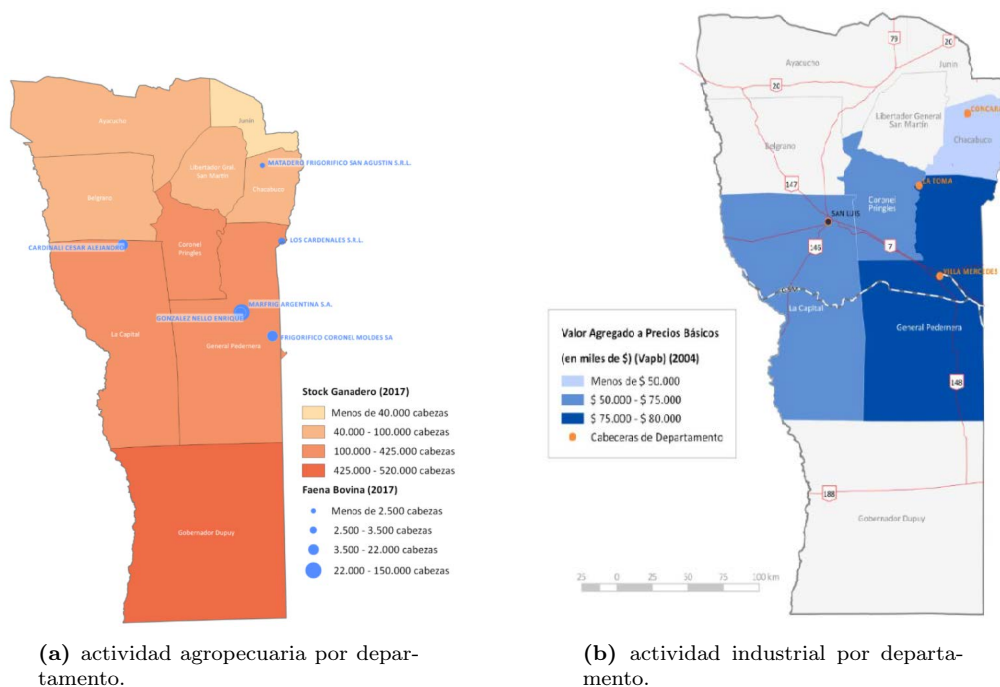 Ayacucho
Junín
Libertador Gral.
San Martín
MATADERO FRIGORIFICO SAN AGUSTIN S.R.L.
Chacabuco
Belgrano
CARDINALI CESAR ALEJANDRO
LOS CARDENALES S.R.L.
Coronel
Pringles
MARFRIG ARGENTINA S.A.
GONZALEZ NELLO ENRIQUE
La Capital
General Pedernera
FRIGORIFICO CORONEL MOLDES SA
Gobernador Dupuy
Stock Ganadero (2017)
Menos de 40.000 cabezas
40.000 - 100.000 cabezas
100.000 - 425.000 cabezas
425.000 - 520.000 cabezas
Faena Bovina (2017)
Menos de 2.500 cabezas
2.500 - 3.500 cabezas
3.500 - 22.000 cabezas
22.000 - 150.000 cabezas
(a) actividad agropecuaria por depar-
tamento.
79
20
Ayacucho
Junín
20
Libertador General
San Martín
CONCARÁN
Chacabuco
Belgrano
147
LA TOMA
Coronel
Pringles
SAN LUIS
146
7
VILLA MERCEDES
La Capital
General Pedernera
148
188
Gobernador Dupuy
Valor Agregado a Precios Básicos
(en miles de $) (Vapb) (2004)
Menos de $ 50.000
$ 50.000 - $ 75.000
$ 75.000 - $ 80.000
Cabeceras de Departamento
25 0 25 50 75 100 km
(b) actividad industrial por departa-
mento.